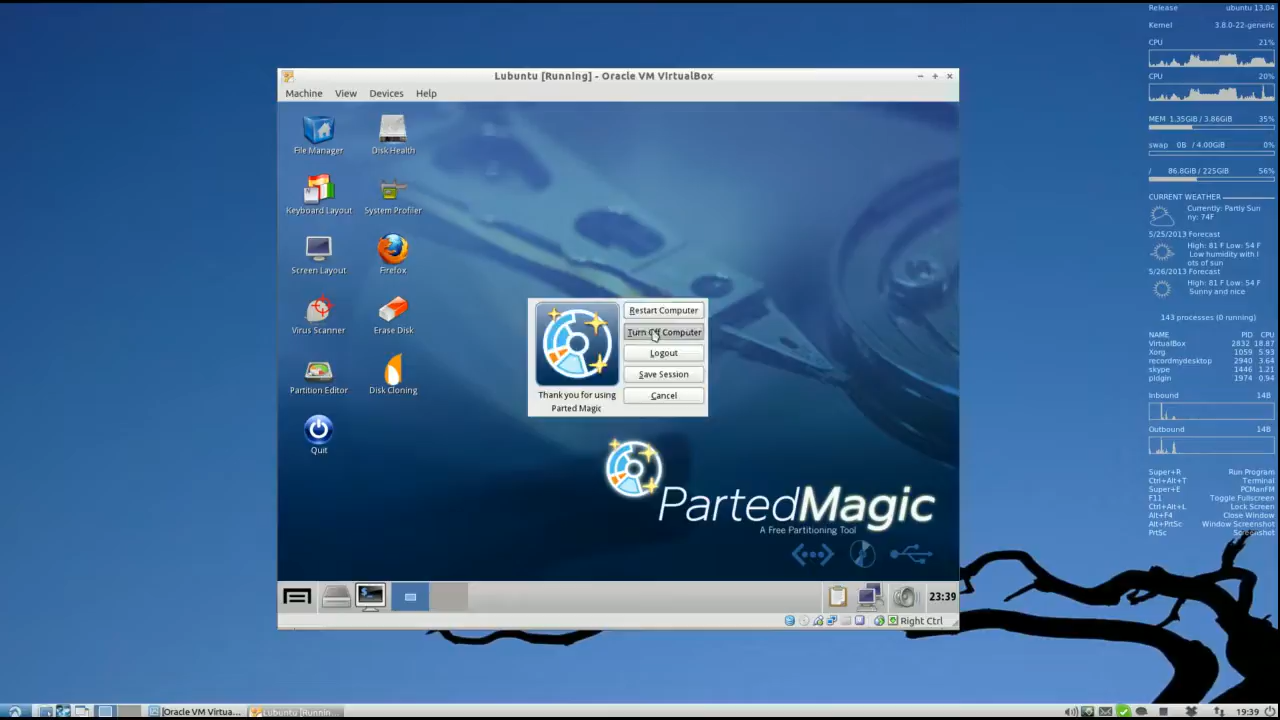 Release ubuntu 13.04
Kernel 3.8.0-22-generic
CPU 21%
CPU 20%
MEM 1.35GiB / 3.86GiB 35%
swap 0B / 4.00GiB 0%
/ 86.8GiB / 225GiB 56%
CURRENT WEATHER
Currently: Partly Sun
ny: 74F
5/25/2013 Forecast
High: 81 F Low: 54 F
Low humidity with l
ots of sun
5/26/2013 Forecast
High: 81 F Low: 54 F
Sunny and nice
143 processes (0 running)
NAME PID CPU
VirtualBox 2832 18.87
Xorg 1059 5.93
recordmydesktop 2940 3.64
skype 1446 1.21
pidgin 1974 0.94
Inbound 14B
Outbound 14B
Super+R Run Program
Ctrl+Alt+T Terminal
Super+E PCManFM
F11 Toggle Fullscreen
Ctrl+Alt+L Lock Screen
Alt+F4 Close Window
Alt+PrtSc Window Screenshot
PrtSc Screenshot
Lubuntu [Running] - Oracle VM VirtualBox
Machine View Devices Help
File Manager Disk Health
Keyboard Layout System Profiler
Screen Layout Firefox
Virus Scanner Erase Disk
Partition Editor Disk Cloning
Quit
Restart Computer
Turn Off Computer
Logout
Save Session
Cancel
Thank you for using
Parted Magic
PartedMagic
A Free Partitioning Tool
23:39
Right Ctrl
[Oracle VM Virtua... Lubuntu [Runnin... 19:39